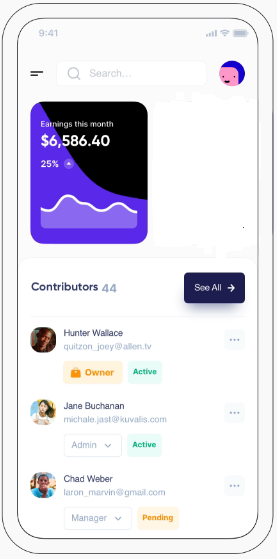 9:41
Search...
Earnings this month
$6,586.40
25%
Contributors 44
See All
Hunter Wallace
quitzon_joey@allen.tv
Owner
Active
Jane Buchanan
michale.jast@kuvalis.com
Admin
Active
Chad Weber
laron_marvin@gmail.com
Manager
Pending